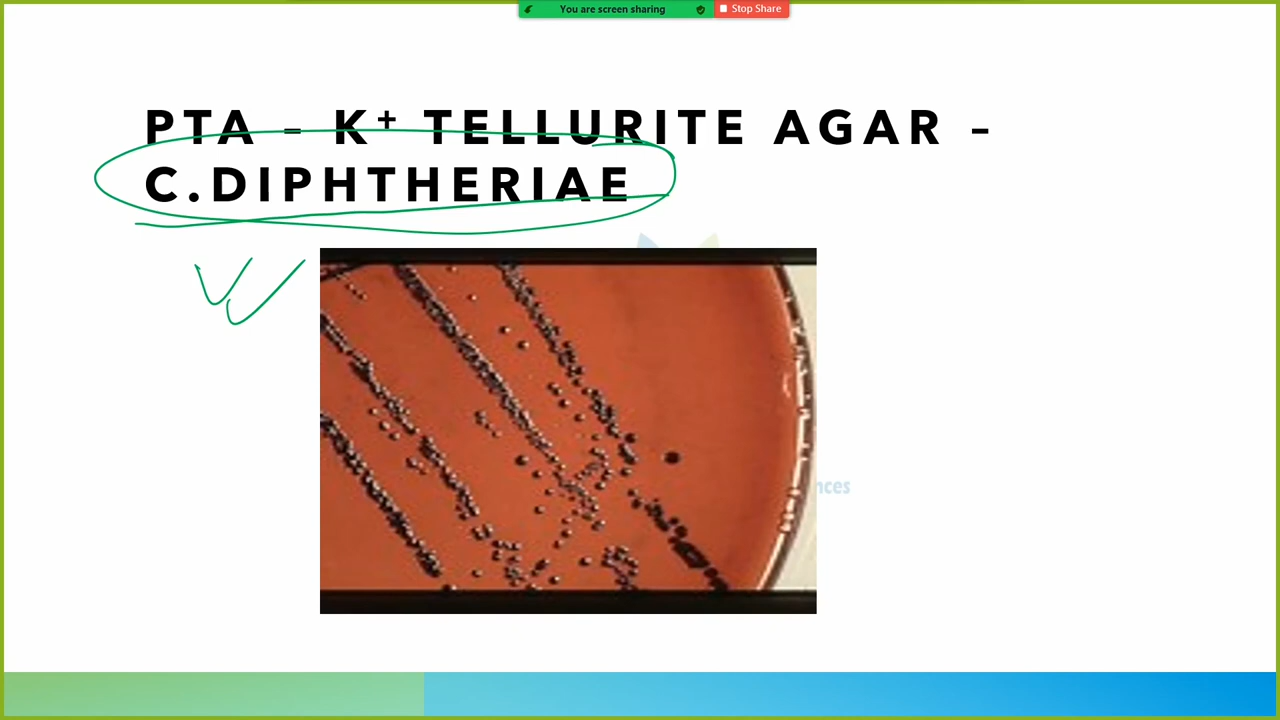 You are screen sharing
Stop Share
PTA – K⁺ TELLURITE AGAR –
C.DIPHTHERIAE